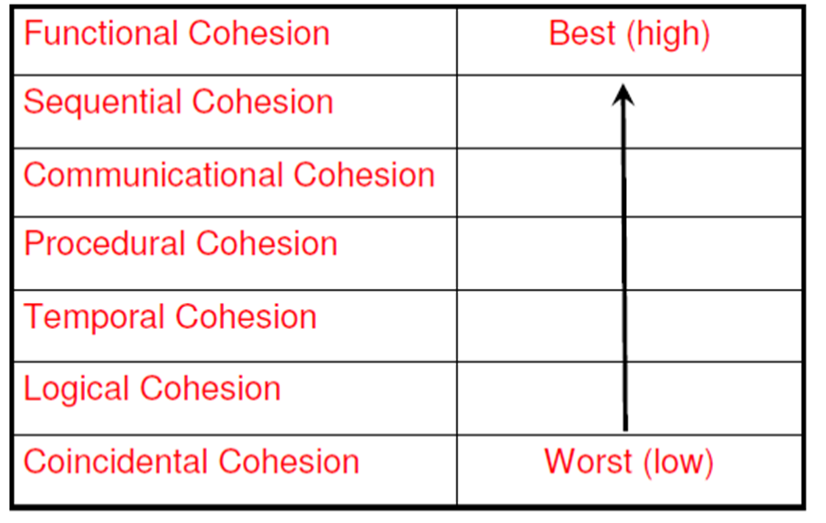 Functional Cohesion Best (high)
Sequential Cohesion
Communicational Cohesion
Procedural Cohesion
Temporal Cohesion
Logical Cohesion
Coincidental Cohesion Worst (low)